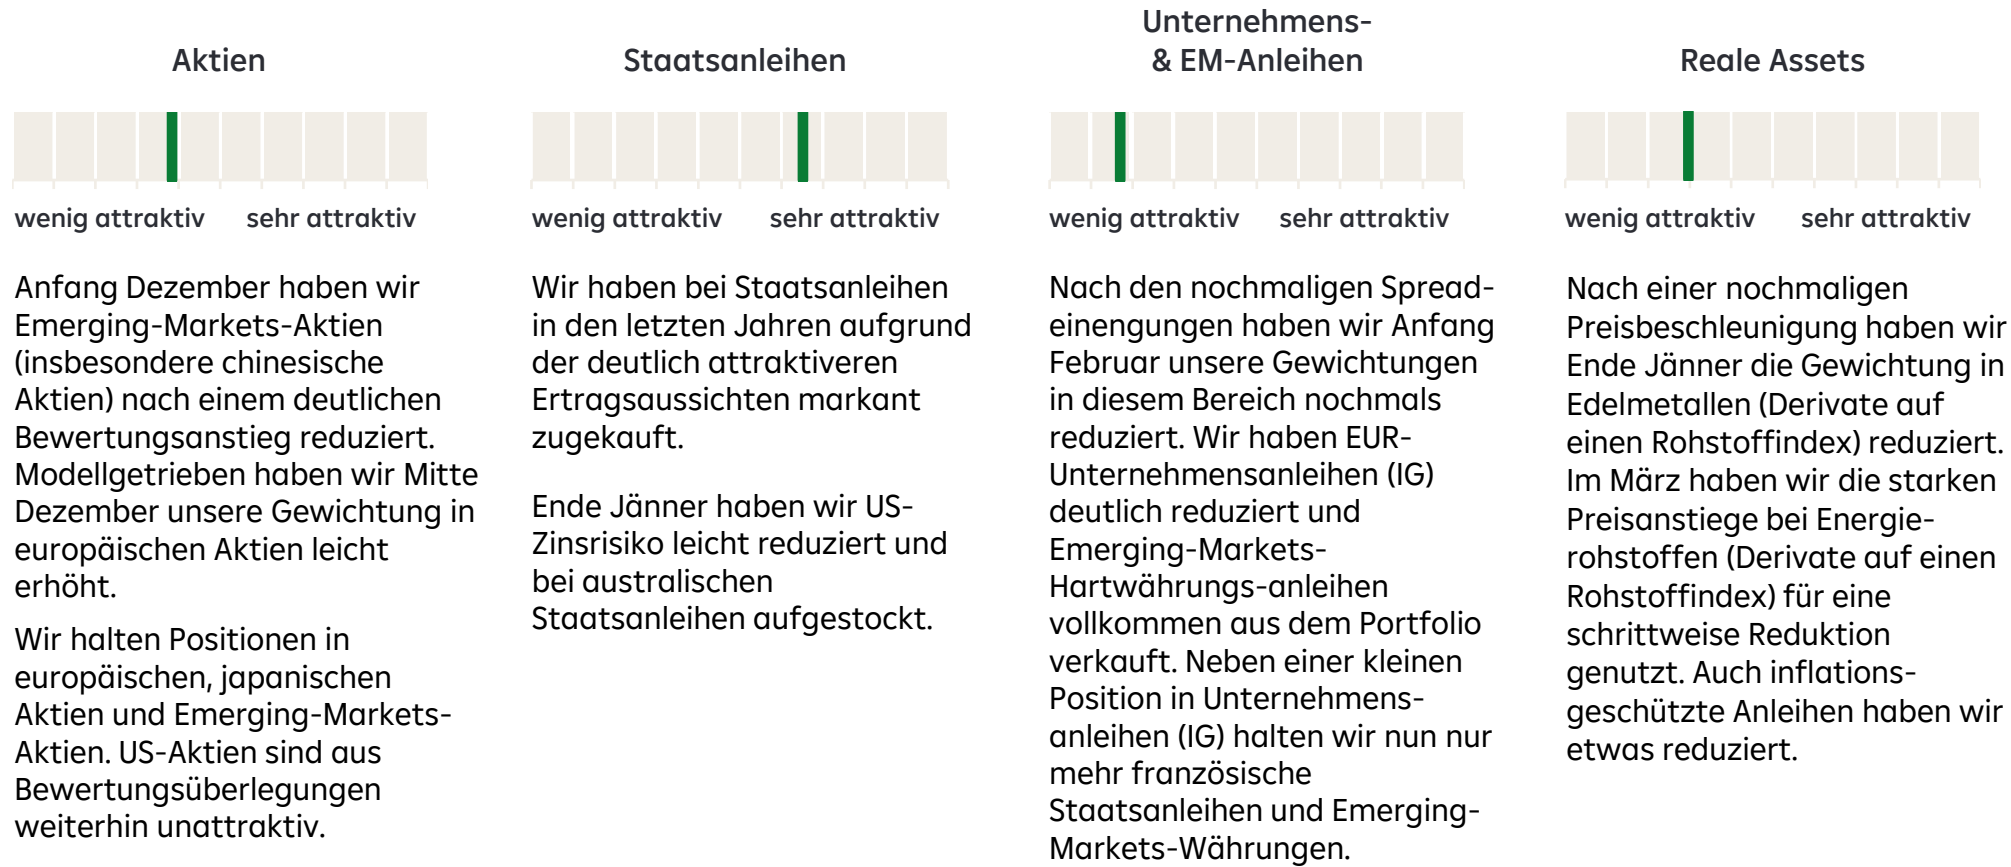 Aktien
wenig attraktiv sehr attraktiv
Anfang Dezember haben wir
Emerging-Markets-Aktien
(insbesondere chinesische
Aktien) nach einem deutlichen
Bewertungsanstieg reduziert.
Modellgetrieben haben wir Mitte
Dezember unsere Gewichtung in
europäischen Aktien leicht
erhöht.
Wir halten Positionen in
europäischen, japanischen
Aktien und Emerging-Markets-
Aktien. US-Aktien sind aus
Bewertungsüberlegungen
weiterhin unattraktiv.
Staatsanleihen
wenig attraktiv sehr attraktiv
Wir haben bei Staatsanleihen
in den letzten Jahren aufgrund
der deutlich attraktiveren
Ertragsaussichten markant
zugekauft.
Ende Jänner haben wir US-
Zinsrisiko leicht reduziert und
bei australischen
Staatsanleihen aufgestockt.
Unternehmens-
& EM-Anleihen
wenig attraktiv sehr attraktiv
Nach den nochmaligen Spread-
einengungen haben wir Anfang
Februar unsere Gewichtungen
in diesem Bereich nochmals
reduziert. Wir haben EUR-
Unternehmensanleihen (IG)
deutlich reduziert und
Emerging-Markets-
Hartwährungs-anleihen
vollkommen aus dem Portfolio
verkauft. Neben einer kleinen
Position in Unternehmens-
anleihen (IG) halten wir nun nur
mehr französische
Staatsanleihen und Emerging-
Markets-Währungen.
Reale Assets
wenig attraktiv sehr attraktiv
Nach einer nochmaligen
Preisbeschleunigung haben wir
Ende Jänner die Gewichtung in
Edelmetallen (Derivate auf
einen Rohstoffindex) reduziert.
Im März haben wir die starken
Preisanstiege bei Energie-
rohstoffen (Derivate auf einen
Rohstoffindex) für eine
schrittweise Reduktion
genutzt. Auch inflations-
geschützte Anleihen haben wir
etwas reduziert.